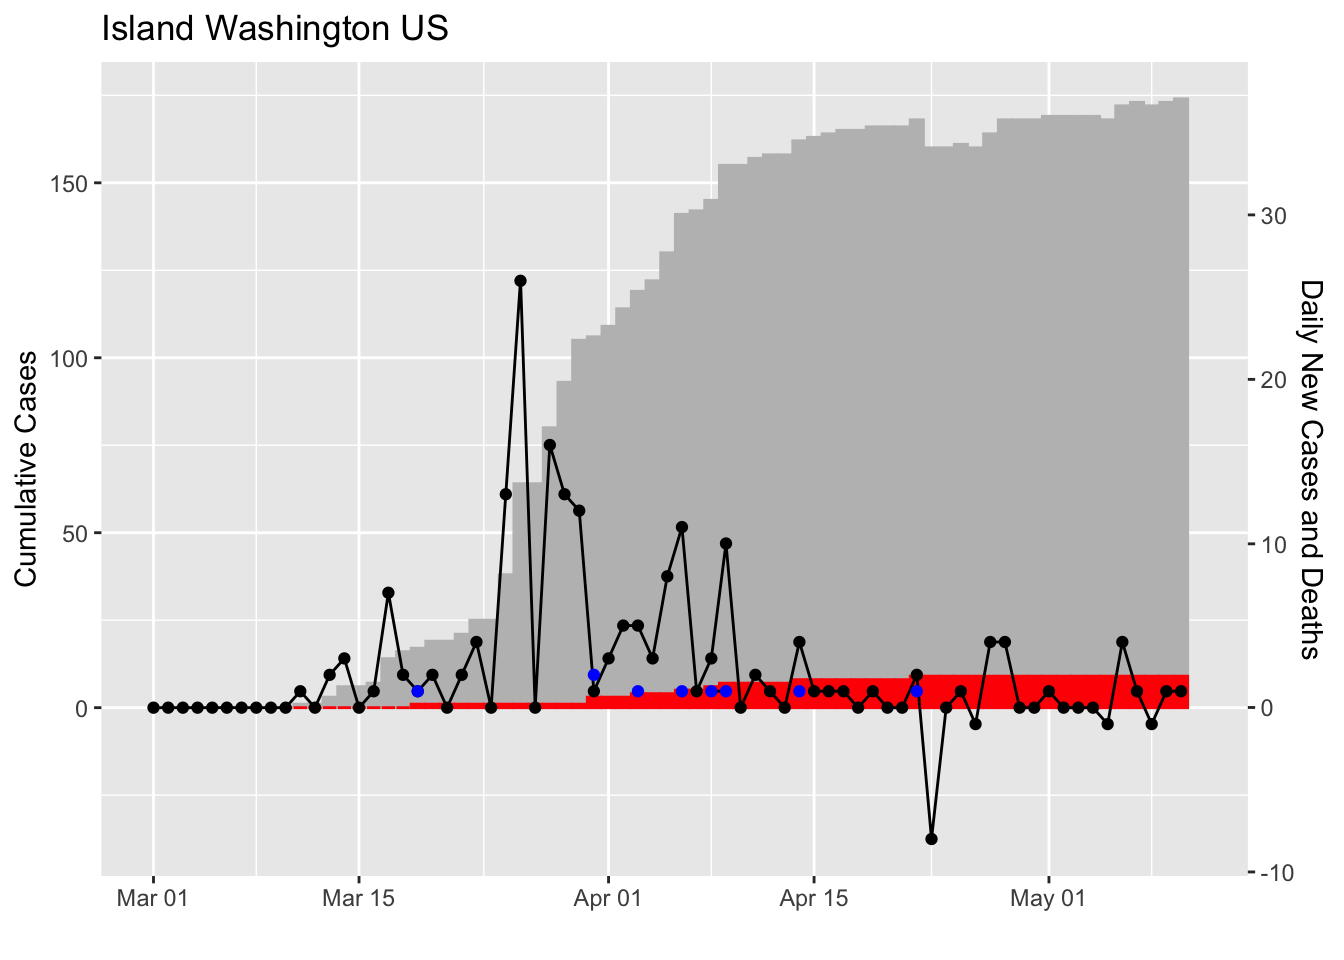 Island Washington US
Cumulative Cases
150
100
50
0
30
20
10
0
-10
Daily New Cases and Deaths
Mar 01
Mar 15
Apr 01
Apr 15
May 01